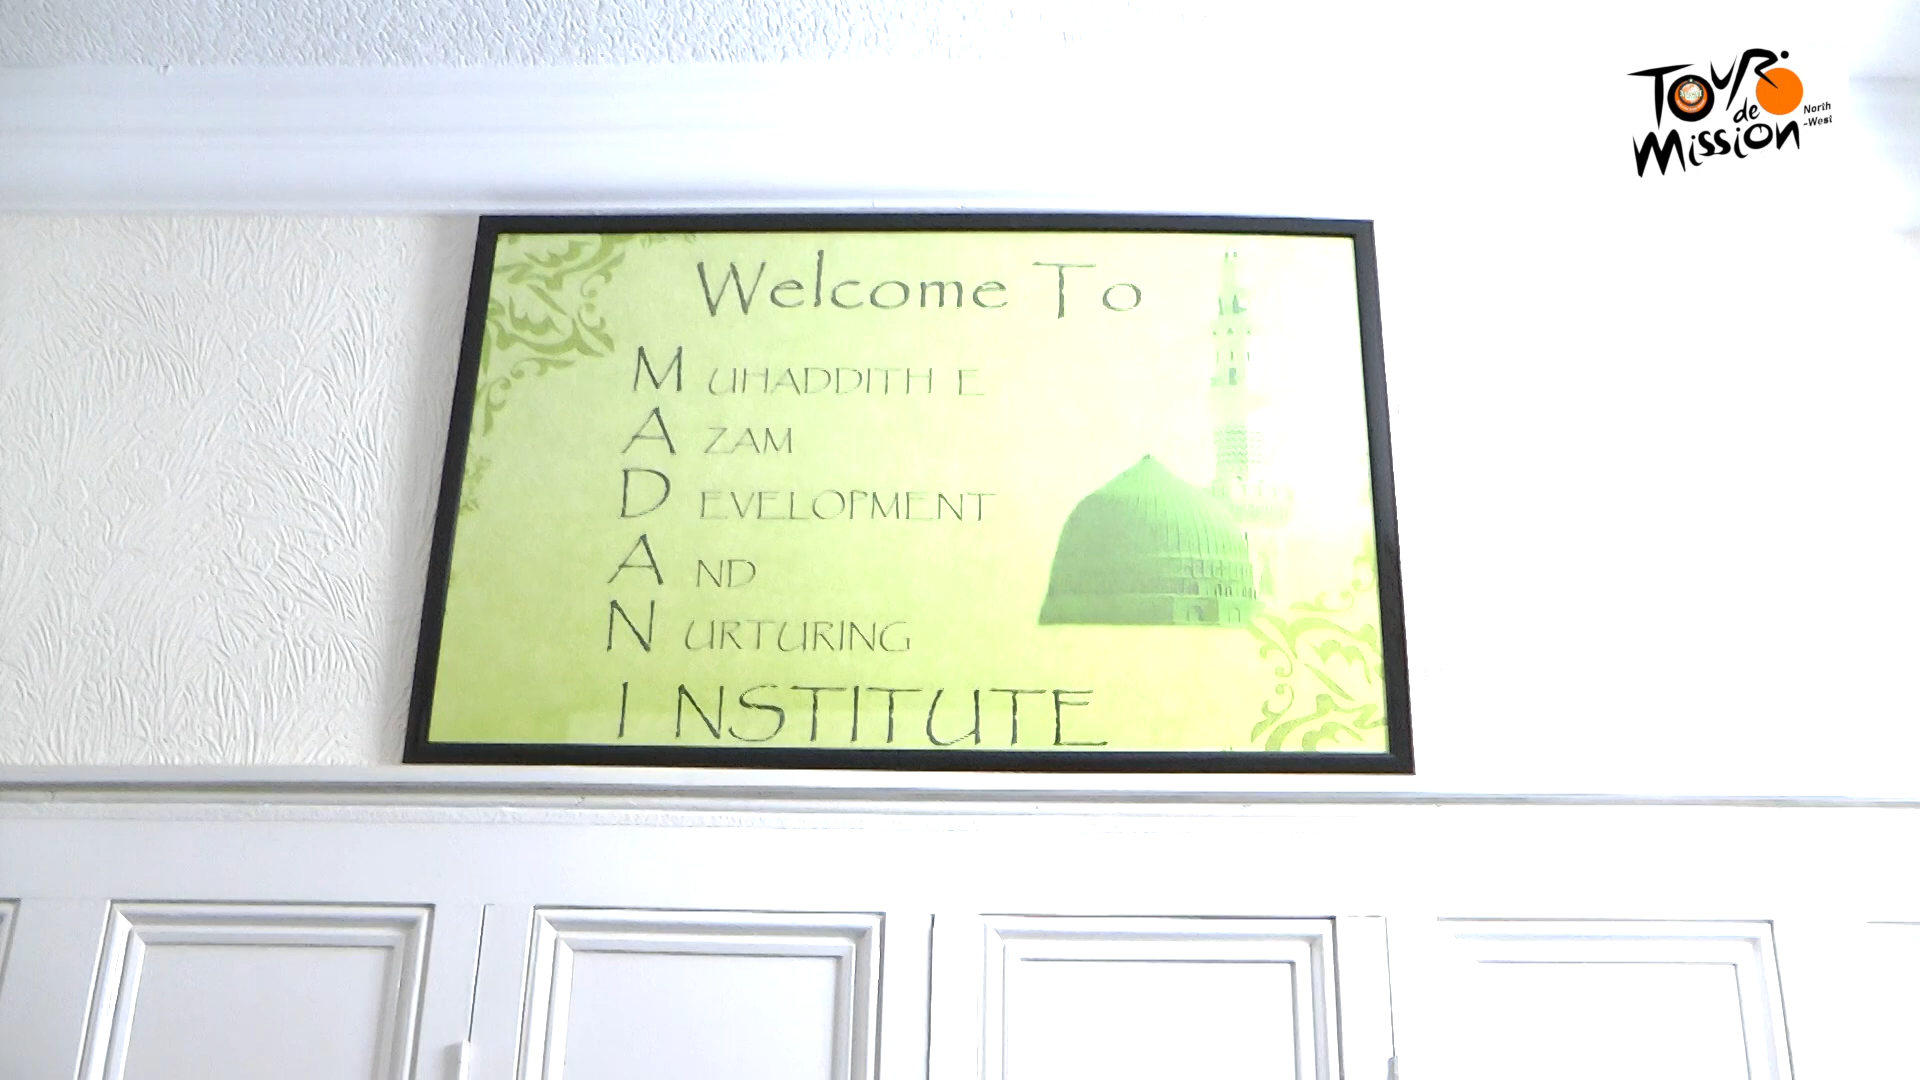 Tour
de
Mission
North
-West
Welcome To
MUHADDITH E
AZAM
DEVELOPMENT
AND
NURTURING
INSTITUTE